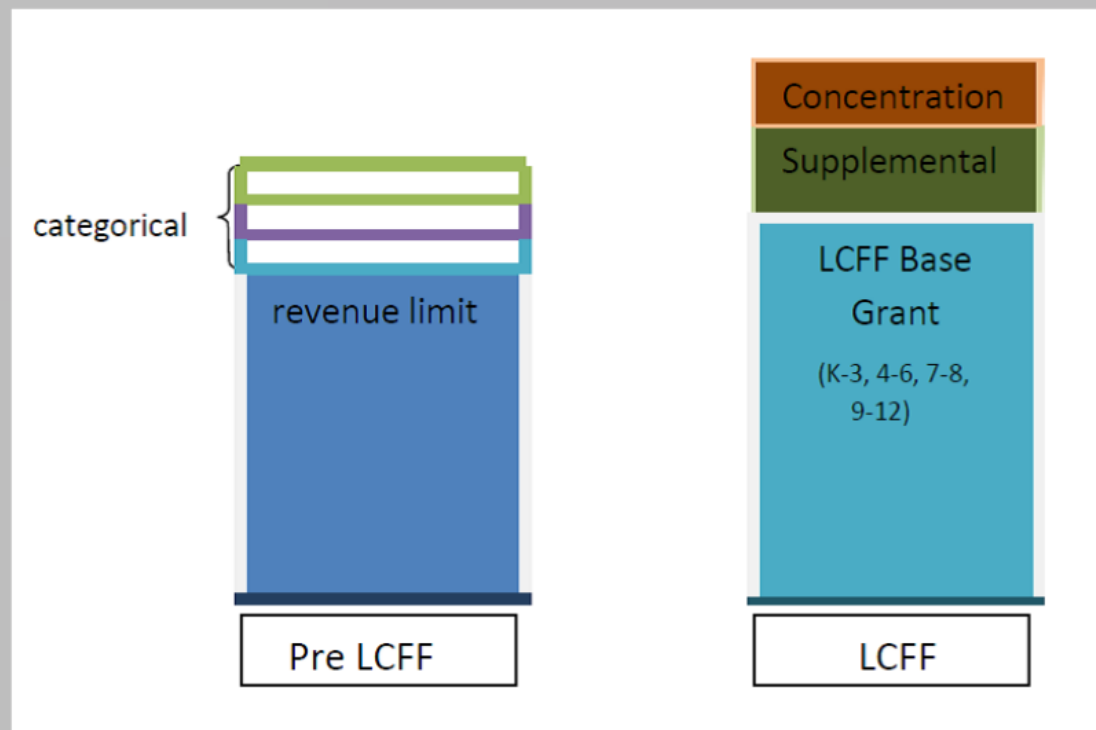 categorical
revenue limit
Pre LCFF
Concentration
Supplemental
LCFF Base
Grant
(K-3, 4-6, 7-8,
9-12)
LCFF